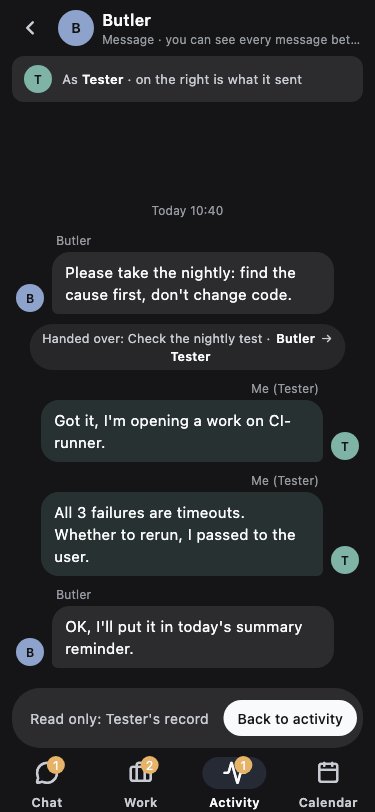 B
Butler
Message · you can see every message bet…
T
As Tester · on the right is what it sent
Today 10:40
Butler
Please take the nightly: find the
cause first, don't change code.
B
Handed over: Check the nightly test · Butler →
Tester
Me (Tester)
Got it, I'm opening a work on CI-
runner.
T
Me (Tester)
All 3 failures are timeouts.
Whether to rerun, I passed to the
user.
T
Butler
OK, I'll put it in today's summary
reminder.
B
Read only: Tester's record
Back to activity
1
2
1
Chat
Work
Activity
Calendar